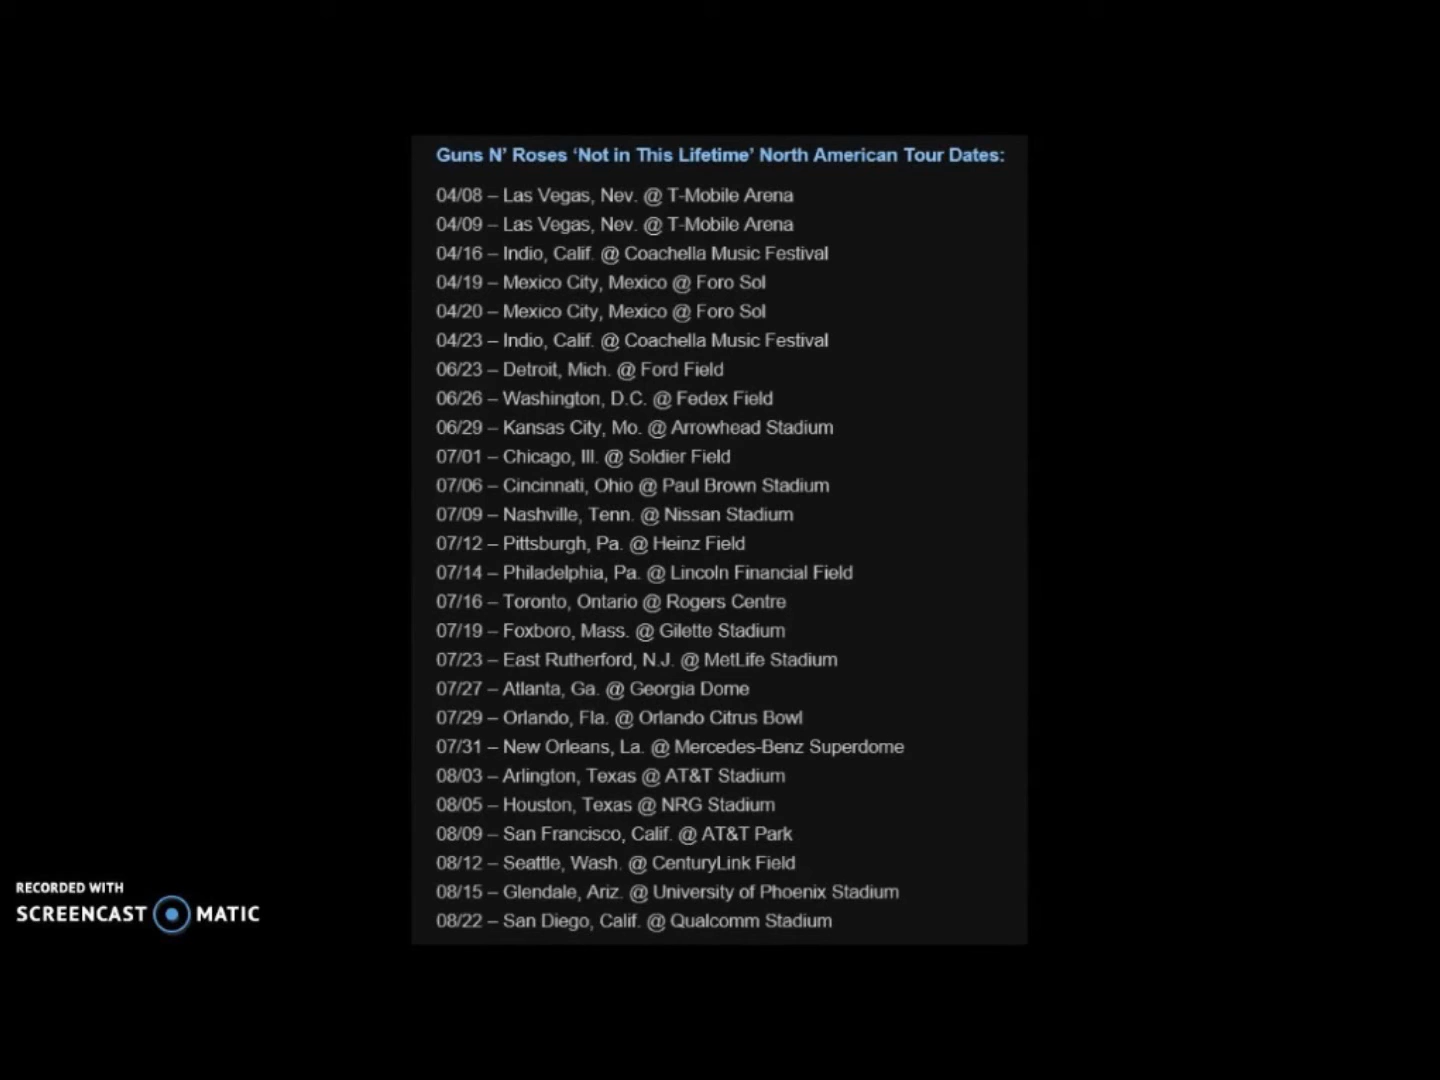 Guns N' Roses ‘Not in This Lifetime’ North American Tour Dates:
04/08 – Las Vegas, Nev. @ T-Mobile Arena
04/09 – Las Vegas, Nev. @ T-Mobile Arena
04/16 – Indio, Calif. @ Coachella Music Festival
04/19 – Mexico City, Mexico @ Foro Sol
04/20 – Mexico City, Mexico @ Foro Sol
04/23 – Indio, Calif. @ Coachella Music Festival
06/23 – Detroit, Mich. @ Ford Field
06/26 – Washington, D.C. @ Fedex Field
06/29 – Kansas City, Mo. @ Arrowhead Stadium
07/01 – Chicago, Ill. @ Soldier Field
07/06 – Cincinnati, Ohio @ Paul Brown Stadium
07/09 – Nashville, Tenn. @ Nissan Stadium
07/12 – Pittsburgh, Pa. @ Heinz Field
07/14 – Philadelphia, Pa. @ Lincoln Financial Field
07/16 – Toronto, Ontario @ Rogers Centre
07/19 – Foxboro, Mass. @ Gilette Stadium
07/23 – East Rutherford, N.J. @ MetLife Stadium
07/27 – Atlanta, Ga. @ Georgia Dome
07/29 – Orlando, Fla. @ Orlando Citrus Bowl
07/31 – New Orleans, La. @ Mercedes-Benz Superdome
08/03 – Arlington, Texas @ AT&T Stadium
08/05 – Houston, Texas @ NRG Stadium
08/09 – San Francisco, Calif. @ AT&T Park
08/12 – Seattle, Wash. @ CenturyLink Field
08/15 – Glendale, Ariz. @ University of Phoenix Stadium
08/22 – San Diego, Calif. @ Qualcomm Stadium
RECORDED WITH
SCREENCAST MATIC